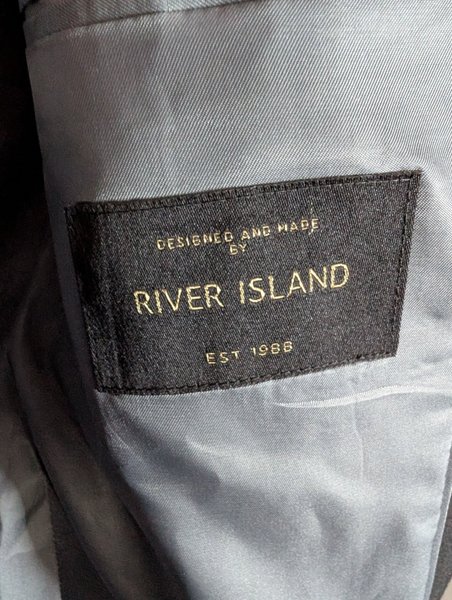 DESIGNED AND MADE
BY
RIVER ISLAND
EST 1988